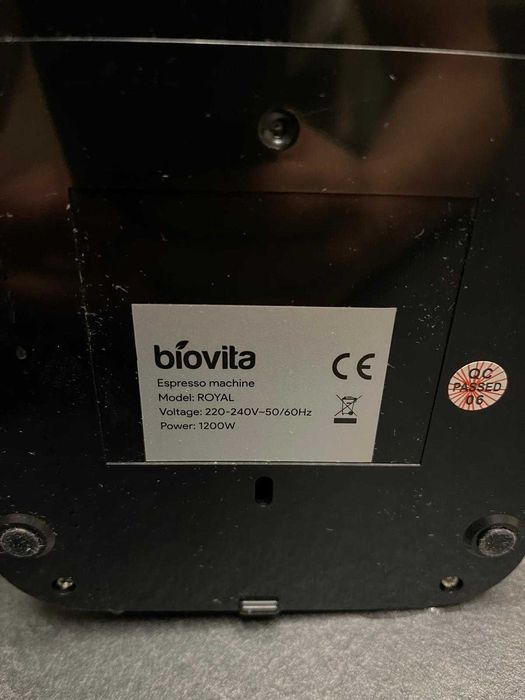 biovita
Espresso machine
Model: ROYAL
Voltage: 220-240V~50/60Hz
Power: 1200W
CE
QC
PASSED
06